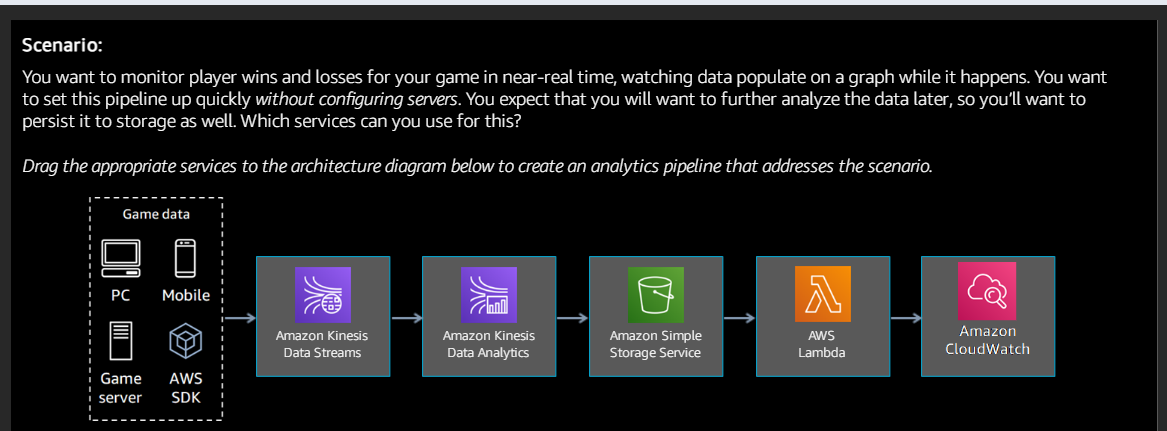 Scenario:
You want to monitor player wins and losses for your game in near-real time, watching data populate on a graph while it happens. You want
to set this pipeline up quickly without configuring servers. You expect that you will want to further analyze the data later, so you'll want to
persist it to storage as well. Which services can you use for this?
Drag the appropriate services to the architecture diagram below to create an analytics pipeline that addresses the scenario.
Game data
PC
Mobile
Game
server
AWS
SDK
Amazon Kinesis
Data Streams
Amazon Kinesis
Data Analytics
Amazon Simple
Storage Service
AWS
Lambda
Amazon
CloudWatch